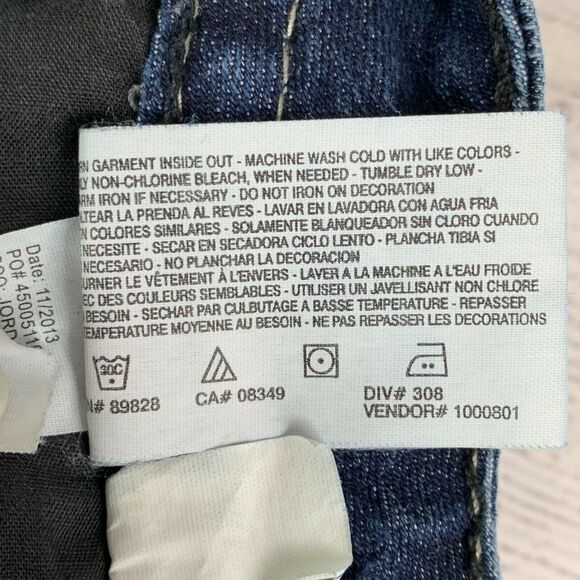 GARMENT INSIDE OUT - MACHINE WASH COLD WITH LIKE COLORS -
NON-CHLORINE BLEACH, WHEN NEEDED - TUMBLE DRY LOW -
IRON IF NECESSARY - DO NOT IRON ON DECORATION
LTEAR LA PRENDA AL REVES - LAVAR EN LAVADORA CON AGUA FRIA
COLORES SIMILARES - SOLAMENTE BLANQUEADOR SIN CLORO CUANDO
NECESITE - SECAR EN SECADORA CICLO LENTO - PLANCHA TIBIA SI
NECESARIO - NO PLANCHAR LA DECORACION
URNER LE VÊTEMENT À L'ENVERS - LAVER A LA MACHINE A L'EAU FROIDE
EC DES COULEURS SEMBLABLES - UTILISER UN JAVELLISANT NON CHLORE
BESOIN - SECHAR PAR CULBUTAGE A BASSE TEMPERATURE - REPASSER
TEMPERATURE MOYENNE AU BESOIN - NE PAS REPASSER LES DECORATIONS
30C
N# 89828
CA# 08349
DIV# 308
VENDOR# 1000801
Date: 11/2013
PO# 45005110